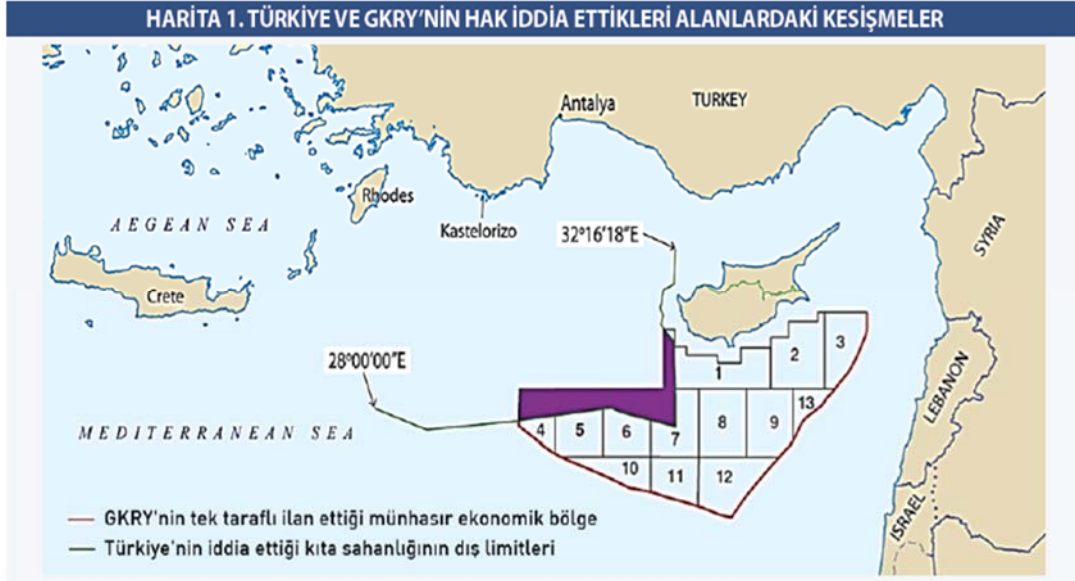 HARİTA 1. TÜRKİYE VE GKRY'NİN HAK İDDİA ETTİKLERİ ALANLARDAKİ KESİŞMELER
Antalya
TURKEY
Rhodes
Kastelorizo
AEGEAN SEA
32°16'18"E
SYRIA
Crete
28°00'00"E
3
2
1
LEBANON
13
MEDITERRANEAN SEA
4
5
6
7
8
9
10
11
12
ISRAEL
GKRY'nin tek taraflı ilan ettiği münhasır ekonomik bölge
Türkiye'nin iddia ettiği kıta sahanlığının dış limitleri